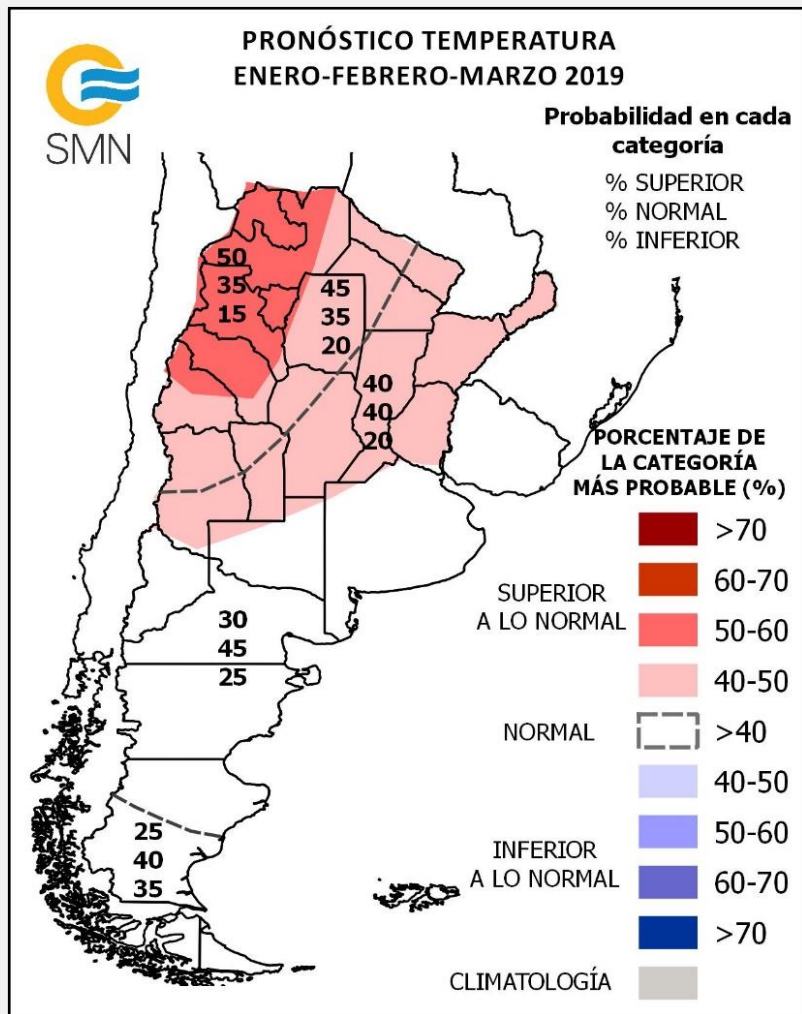 PRONÓSTICO TEMPERATURA
ENERO-FEBRERO-MARZO 2019
SMN
Probabilidad en cada
categoría
% SUPERIOR
% NORMAL
% INFERIOR
50
35
15
45
35
20
40
40
20
30
45
25
25
40
35
PORCENTAJE DE
LA CATEGORÍA
MÁS PROBABLE (%)
>70
60-70
SUPERIOR
A LO NORMAL
50-60
40-50
NORMAL
>40
40-50
50-60
INFERIOR
A LO NORMAL
60-70
>70
CLIMATOLOGÍA